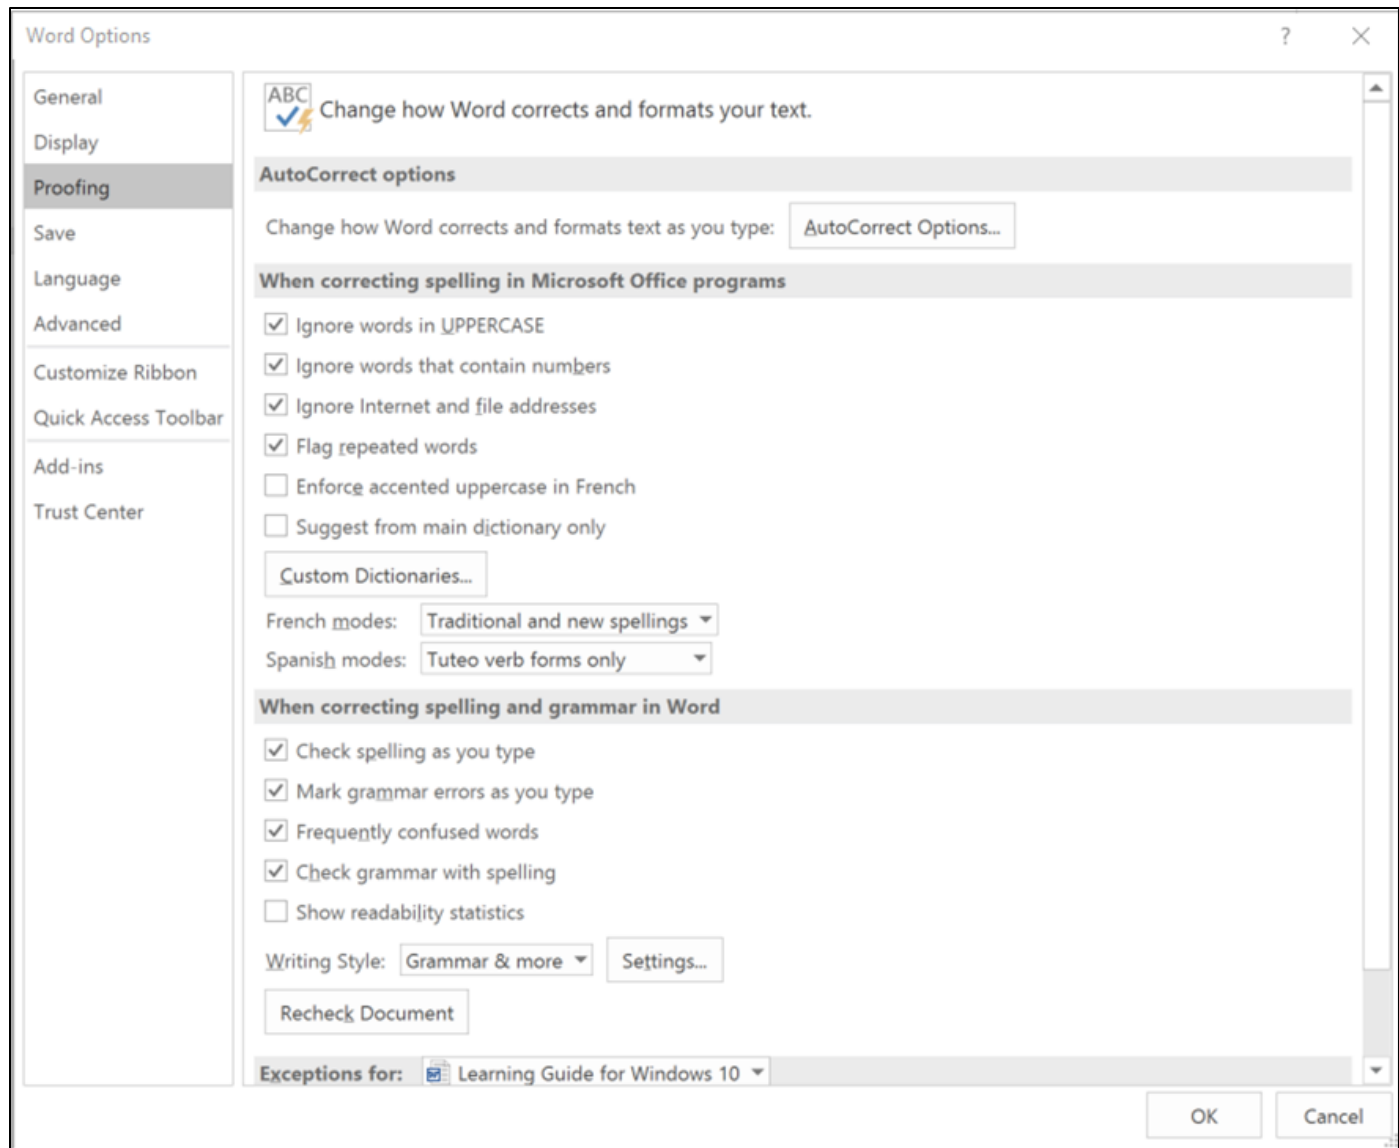 Word Options
?
General
Display
Proofing
Save
Language
Advanced
Customize Ribbon
Quick Access Toolbar
Add-ins
Trust Center
ABC
Change how Word corrects and formats your text.
AutoCorrect options
Change how Word corrects and formats text as you type: AutoCorrect Options...
When correcting spelling in Microsoft Office programs
Ignore words in UPPERCASE
Ignore words that contain numbers
Ignore Internet and file addresses
Flag repeated words
Enforce accented uppercase in French
Suggest from main dictionary only
Custom Dictionaries...
French modes: Traditional and new spellings
Spanish modes: Tuteo verb forms only
When correcting spelling and grammar in Word
Check spelling as you type
Mark grammar errors as you type
Frequently confused words
Check grammar with spelling
Show readability statistics
Writing Style: Grammar & more Settings...
Recheck Document
Exceptions for: Learning Guide for Windows 10
OK Cancel